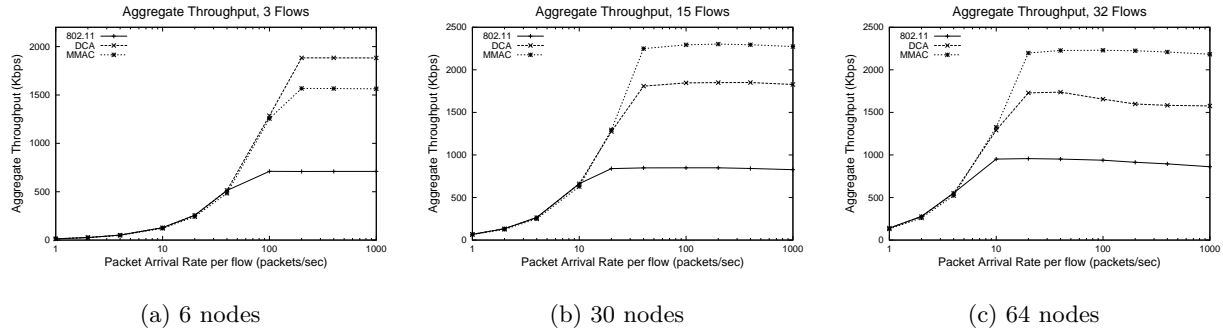 Aggregate Throughput, 3 Flows
802.11
DCA
MMAC
Aggregate Throughput (Kbps)
2000
1500
1000
500
0
1 10 100 1000
Packet Arrival Rate per flow (packets/sec)
(a) 6 nodes
Aggregate Throughput, 15 Flows
802.11
DCA
MMAC
Aggregate Throughput (Kbps)
2500
2000
1500
1000
500
0
1 10 100 1000
Packet Arrival Rate per flow (packets/sec)
(b) 30 nodes
Aggregate Throughput, 32 Flows
802.11
DCA
MMAC
Aggregate Throughput (Kbps)
2500
2000
1500
1000
500
0
1 10 100 1000
Packet Arrival Rate per flow (packets/sec)
(c) 64 nodes